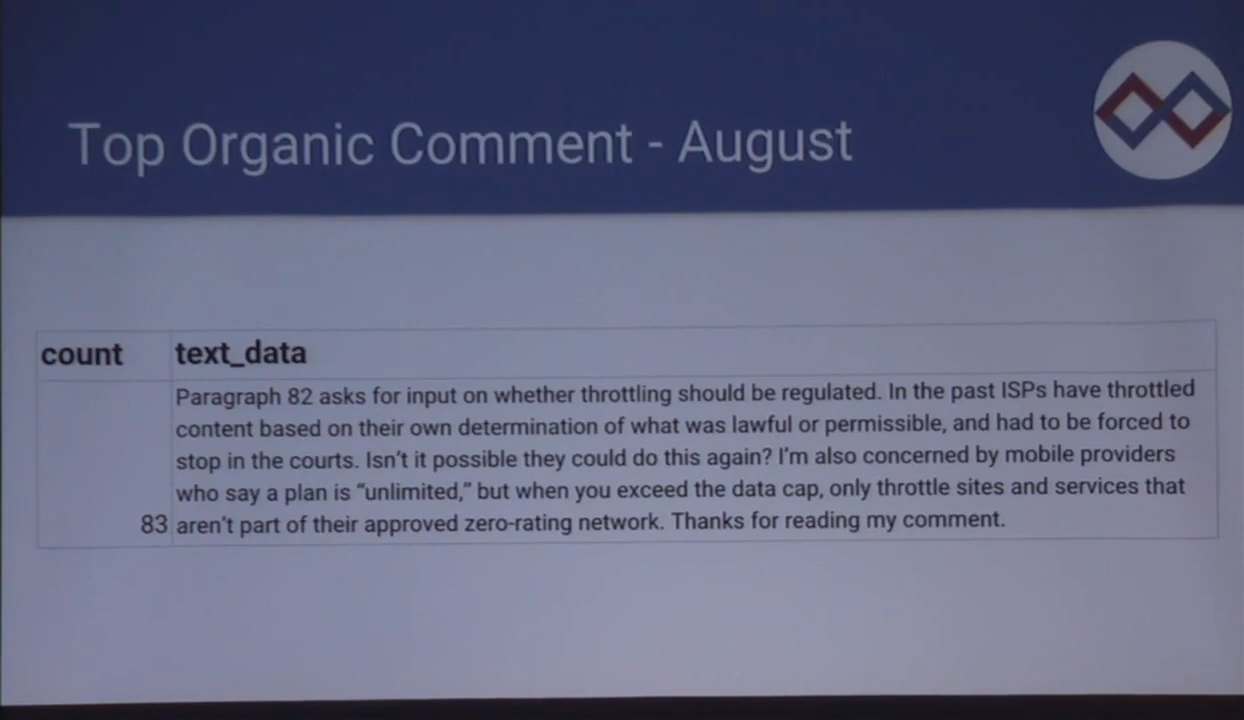 Top Organic Comment - August
count text_data
Paragraph 82 asks for input on whether throttling should be regulated. In the past ISPs have throttled
content based on their own determination of what was lawful or permissible, and had to be forced to
stop in the courts. Isn't it possible they could do this again? I'm also concerned by mobile providers
who say a plan is “unlimited,” but when you exceed the data cap, only throttle sites and services that
83 aren't part of their approved zero-rating network. Thanks for reading my comment.